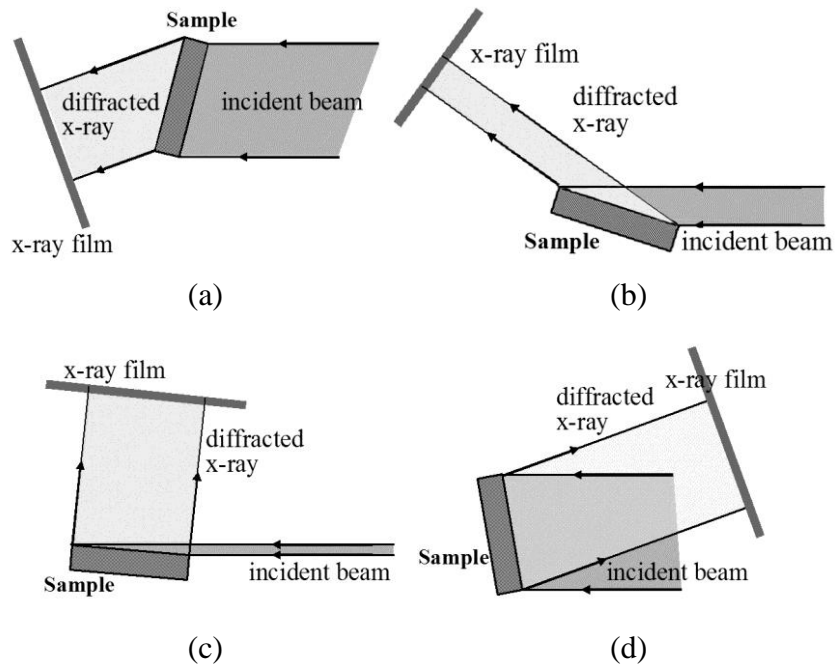 Sample
diffracted
x-ray
incident beam
x-ray film
(a)
x-ray film
diffracted
x-ray
Sample
incident beam
(b)
x-ray film
diffracted
x-ray
incident beam
Sample
(c)
x-ray film
diffracted
x-ray
Sample
incident beam
(d)